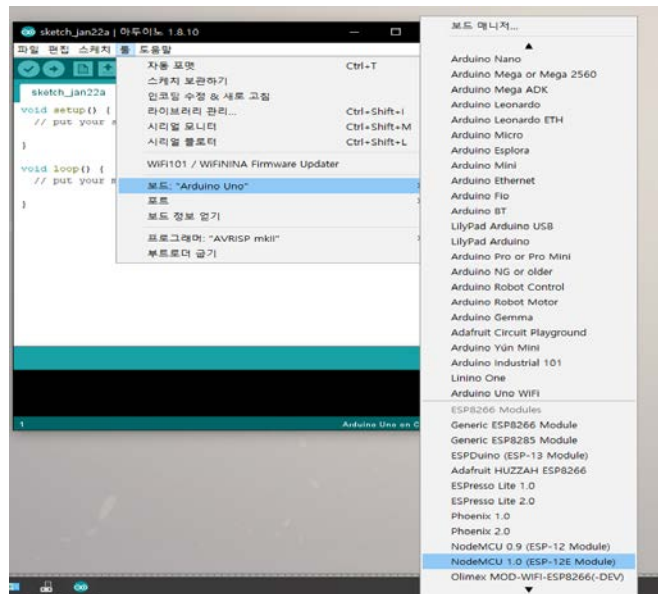 sketch_jan22a | 아두이노 1.8.10
파일 편집 스케치 툴 도움말
sketch_jan22a
void setup() {
// put your
}
void loop() {
// put your
}
자동 포맷 Ctrl+T
스케치 보관하기
인코딩 수정 & 새로 고침
라이브러리 관리... Ctrl+Shift+I
시리얼 모니터 Ctrl+Shift+M
시리얼 플로터 Ctrl+Shift+L
WiFi101 / WiFiNINA Firmware Updater
보드: "Arduino Uno"
포트
보드 정보 얻기
프로그래머: "AVRISP mkII"
부트로더 굽기
1 Arduino Uno on C
보드 매니저...
Arduino Nano
Arduino Mega or Mega 2560
Arduino Mega ADK
Arduino Leonardo
Arduino Leonardo ETH
Arduino Micro
Arduino Esplora
Arduino Mini
Arduino Ethernet
Arduino Fio
Arduino BT
LilyPad Arduino USB
LilyPad Arduino
Arduino Pro or Pro Mini
Arduino NG or older
Arduino Robot Control
Arduino Robot Motor
Arduino Gemma
Adafruit Circuit Playground
Arduino Yún Mini
Arduino Industrial 101
Linino One
Arduino Uno WiFi
ESP8266 Modules
Generic ESP8266 Module
Generic ESP8285 Module
ESPDuino (ESP-13 Module)
Adafruit HUZZAH ESP8266
ESPresso Lite 1.0
ESPresso Lite 2.0
Phoenix 1.0
Phoenix 2.0
NodeMCU 0.9 (ESP-12 Module)
NodeMCU 1.0 (ESP-12E Module)
Olimex MOD-WIFI-ESP8266(-DEV)